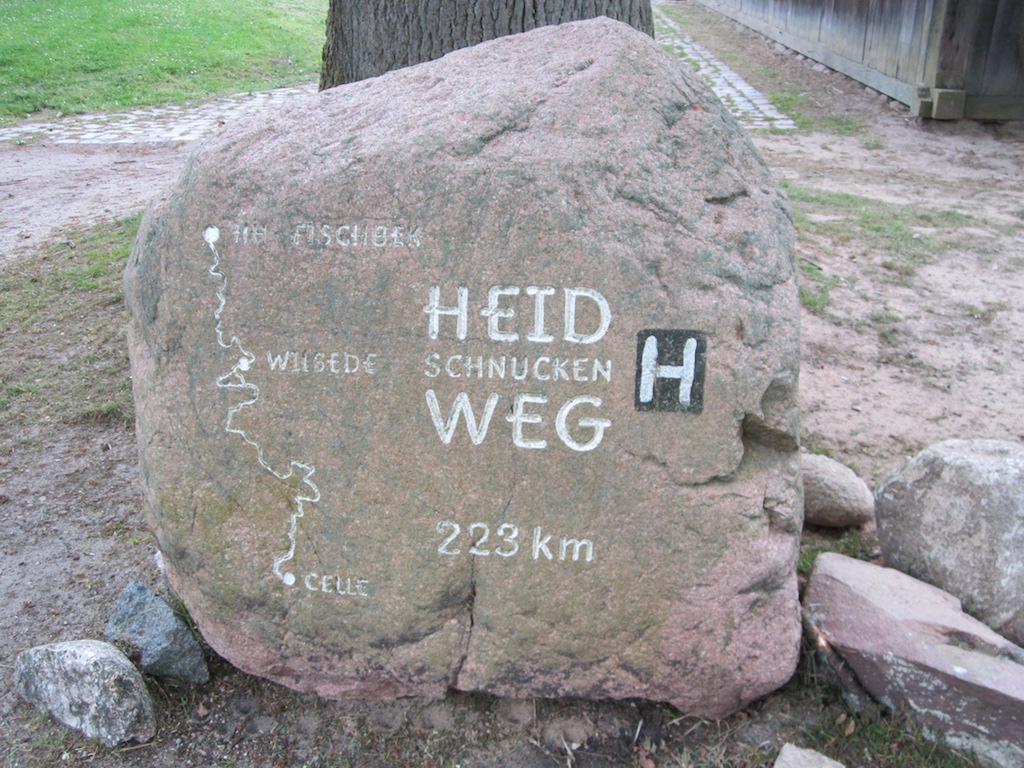 HH FISCHBEK
WILSEDE
CELLE
HEID
SCHNUCKEN
WEG
H
223 km